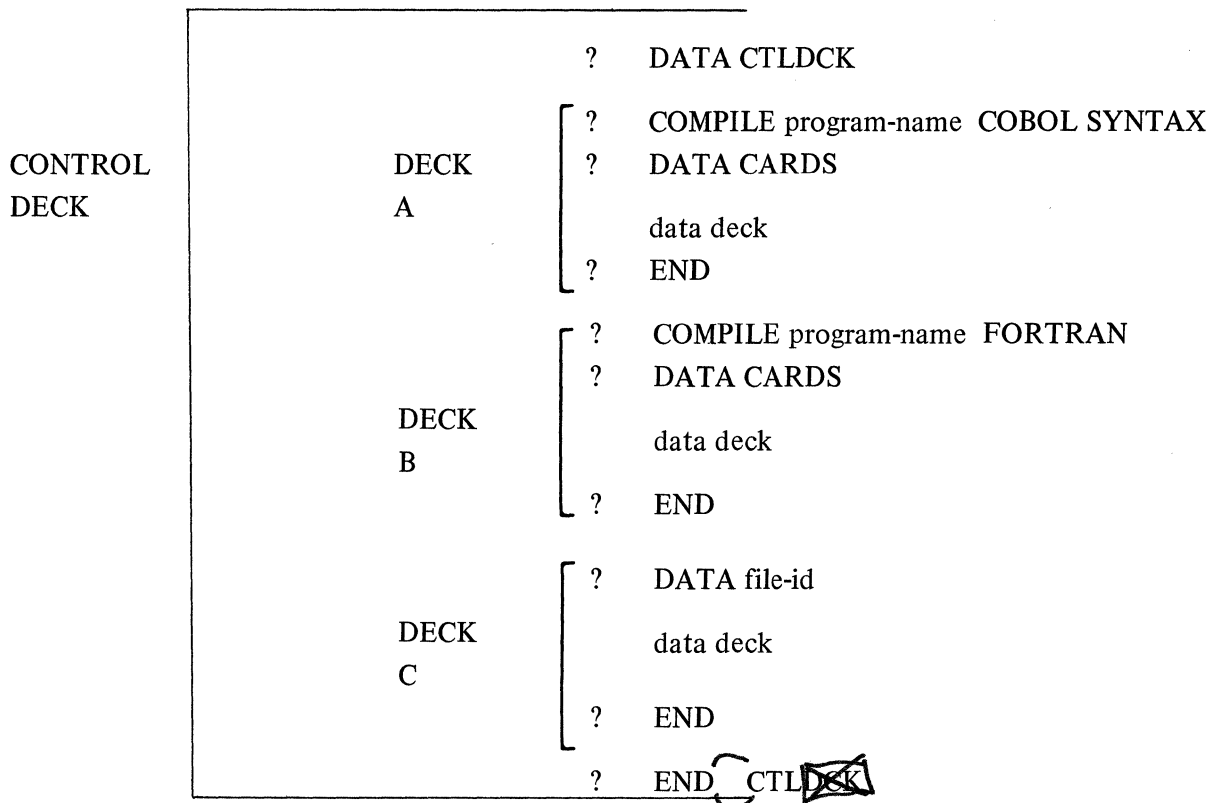 ? DATA CTLDCK
? COMPILE program-name COBOL SYNTAX
CONTROL DECK ? DATA CARDS
DECK A
data deck
? END
? COMPILE program-name FORTRAN
? DATA CARDS
DECK
data deck
B
? END
? DATA file-id
DECK
data deck
C
? END
? END CTL